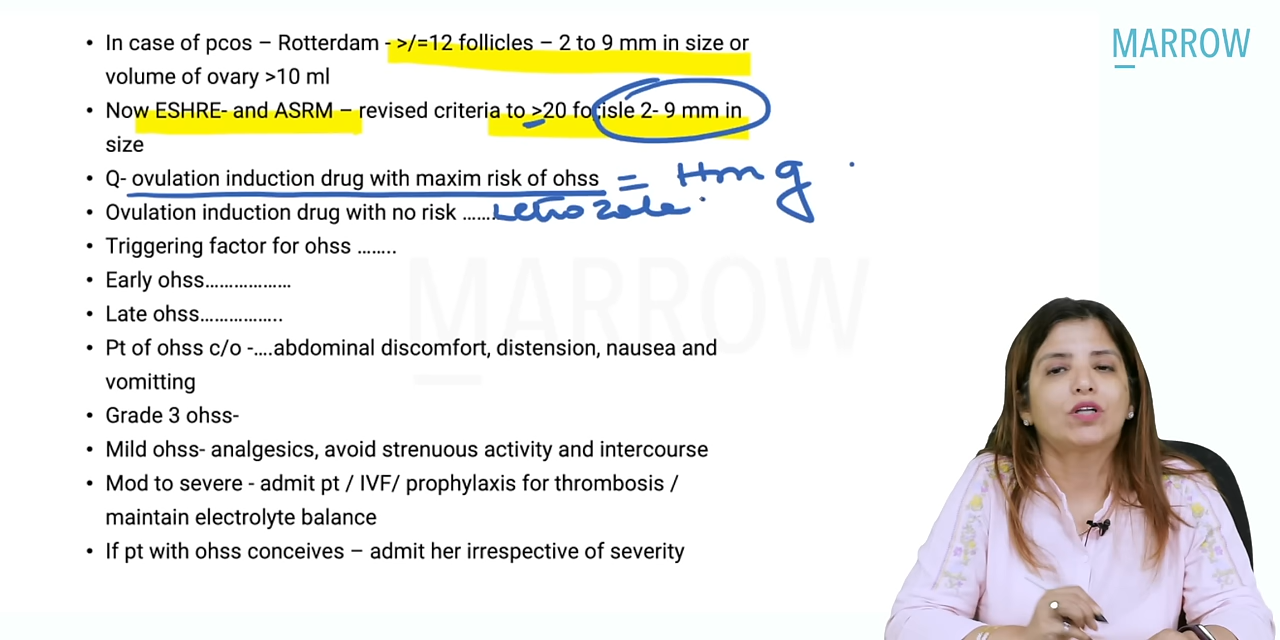 MARROW
• In case of pcos – Rotterdam - >/=12 follicles – 2 to 9 mm in size or
volume of ovary >10 ml
• Now ESHRE- and ASRM – revised criteria to >20 fo;isle 2- 9 mm in
size
• Q- ovulation induction drug with maxim risk of ohss = Hmg
• Ovulation induction drug with no risk ...... Letrozole.
• Triggering factor for ohss ........
• Early ohss..................
• Late ohss.................
• Pt of ohss c/o -....abdominal discomfort, distension, nausea and
vomitting
• Grade 3 ohss-
• Mild ohss- analgesics, avoid strenuous activity and intercourse
• Mod to severe - admit pt / IVF/ prophylaxis for thrombosis /
maintain electrolyte balance
• If pt with ohss conceives – admit her irrespective of severity
MARROW